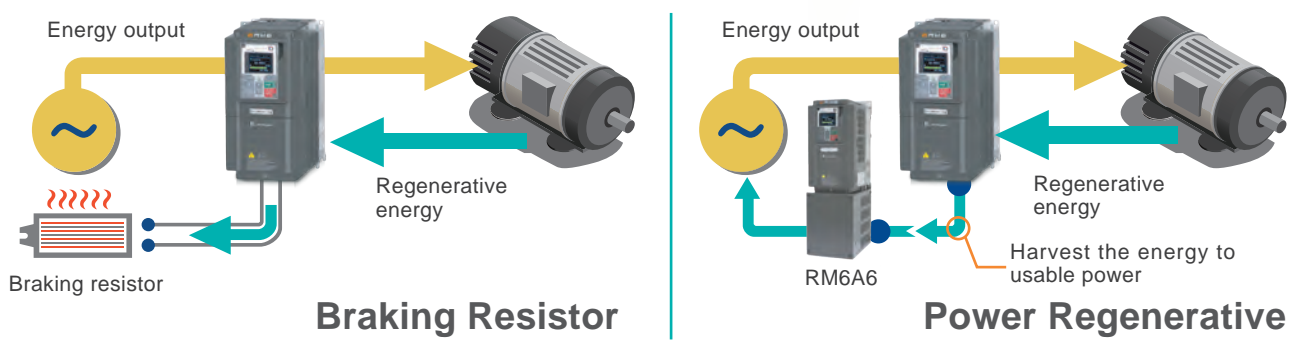 Energy output
Regenerative
energy
Braking resistor
Braking Resistor
Energy output
Regenerative
energy
Harvest the energy to
usable power
RM6A6
Power Regenerative